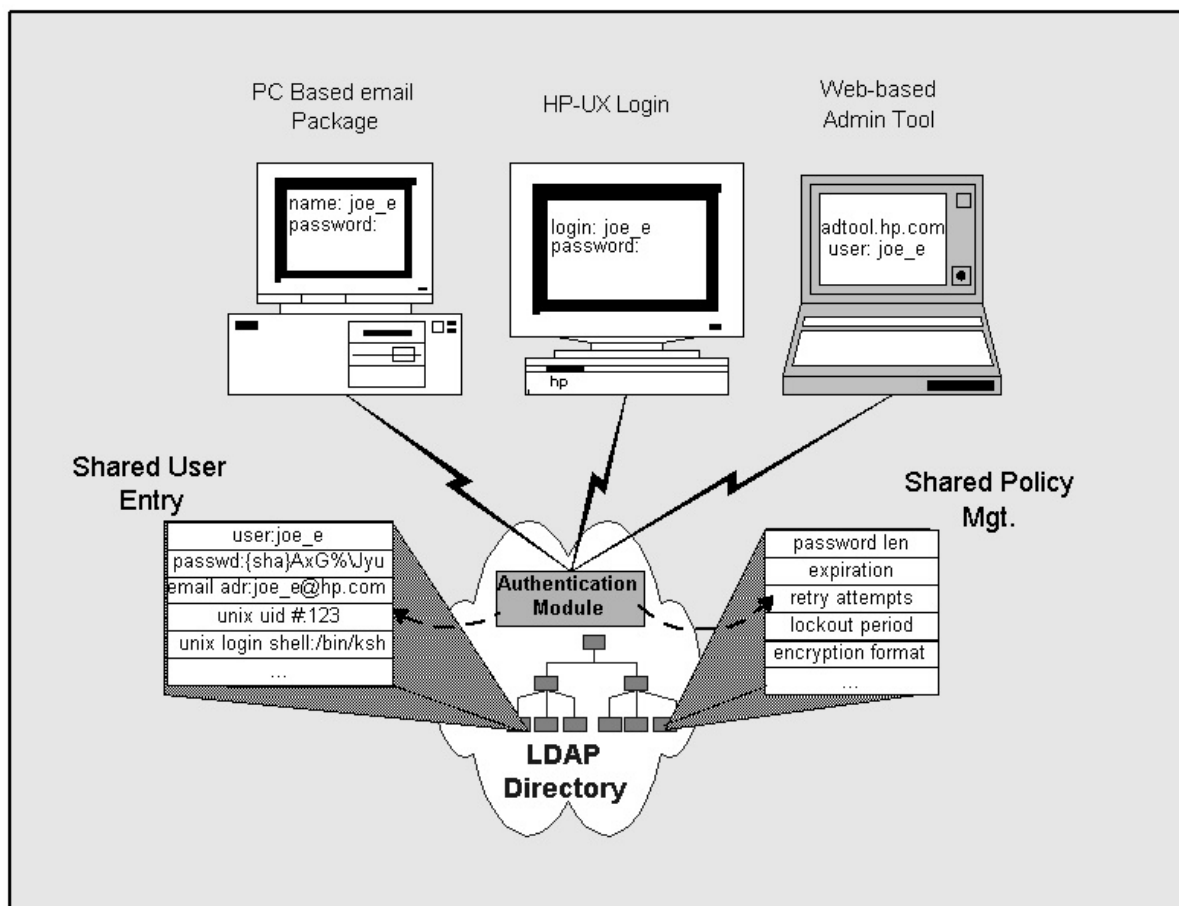 PC Based email
Package
HP-UX Login
Web-based
Admin Tool
name: joe_e
password:
login: joe_e
password:
adtool.hp.com
user: joe_e
hp
Shared User
Entry
user:joe_e
passwd:{sha}AxG%\Jyu
email adr:joe_e@hp.com
unix uid #:123
unix login shell:/bin/ksh
...
Shared Policy
Mgt.
password len
expiration
retry attempts
lockout period
encryption format
...
Authentication
Module
LDAP
Directory